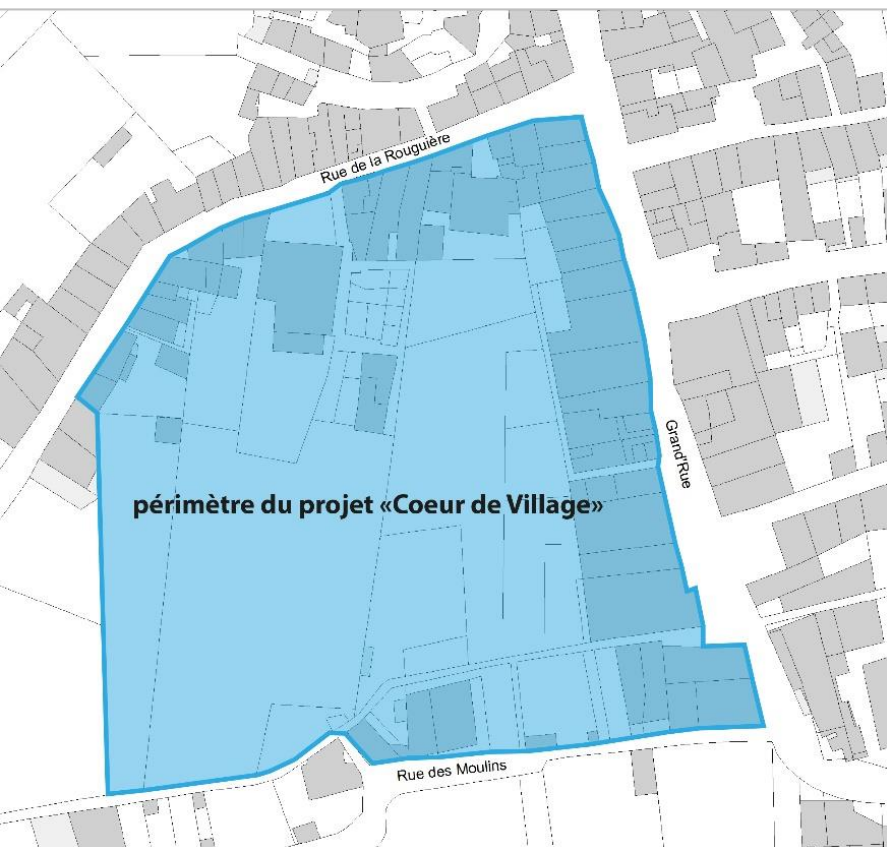 Rue de la Rouguière
Grand'Rue
périmètre du projet «Coeur de Village»
Rue des Moulins